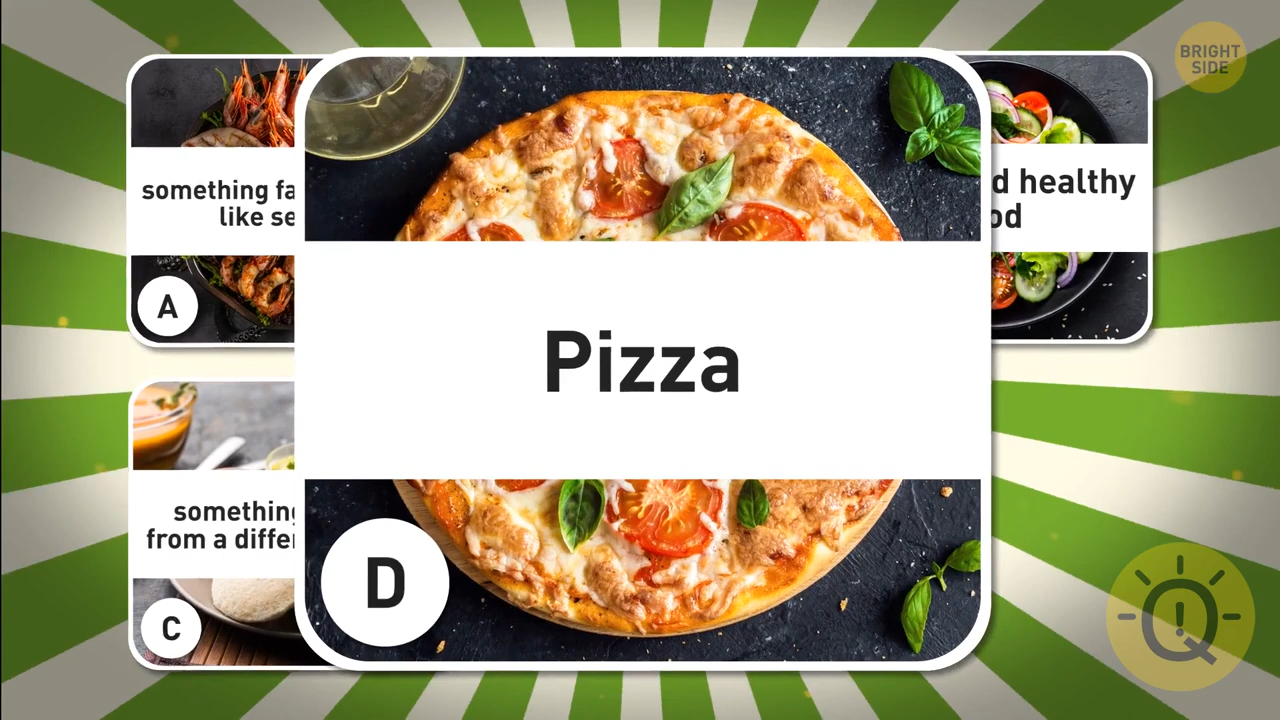 BRIGHT
SIDE
something fa
like se
d healthy
od
A
Pizza
something
from a differ
D
C
Q